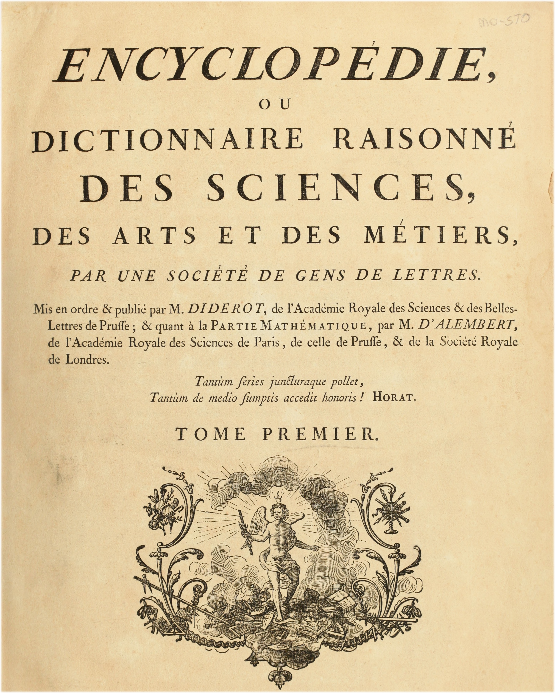 ENCYCLOPÉDIE,
OU
DICTIONNAIRE RAISONNÉ
DES SCIENCES,
DES ARTS ET DES MÉTIERS,
PAR UNE SOCIÉTÉ DE GENS DE LETTRES.
Mis en ordre & publié par M. DIDEROT, de l'Académie Royale des Sciences & des Belles-
Lettres de Prusse; & quant à la PARTIE MATHÉMATIQUE, par M. D'ALEMBERT,
de l'Académie Royale des Sciences de Paris, de celle de Prusse, & de la Société Royale
de Londres.
Tantùm series juncturaque pollet,
Tantùm de medio sumptis accedit honoris! HORAT.
TOME PREMIER.